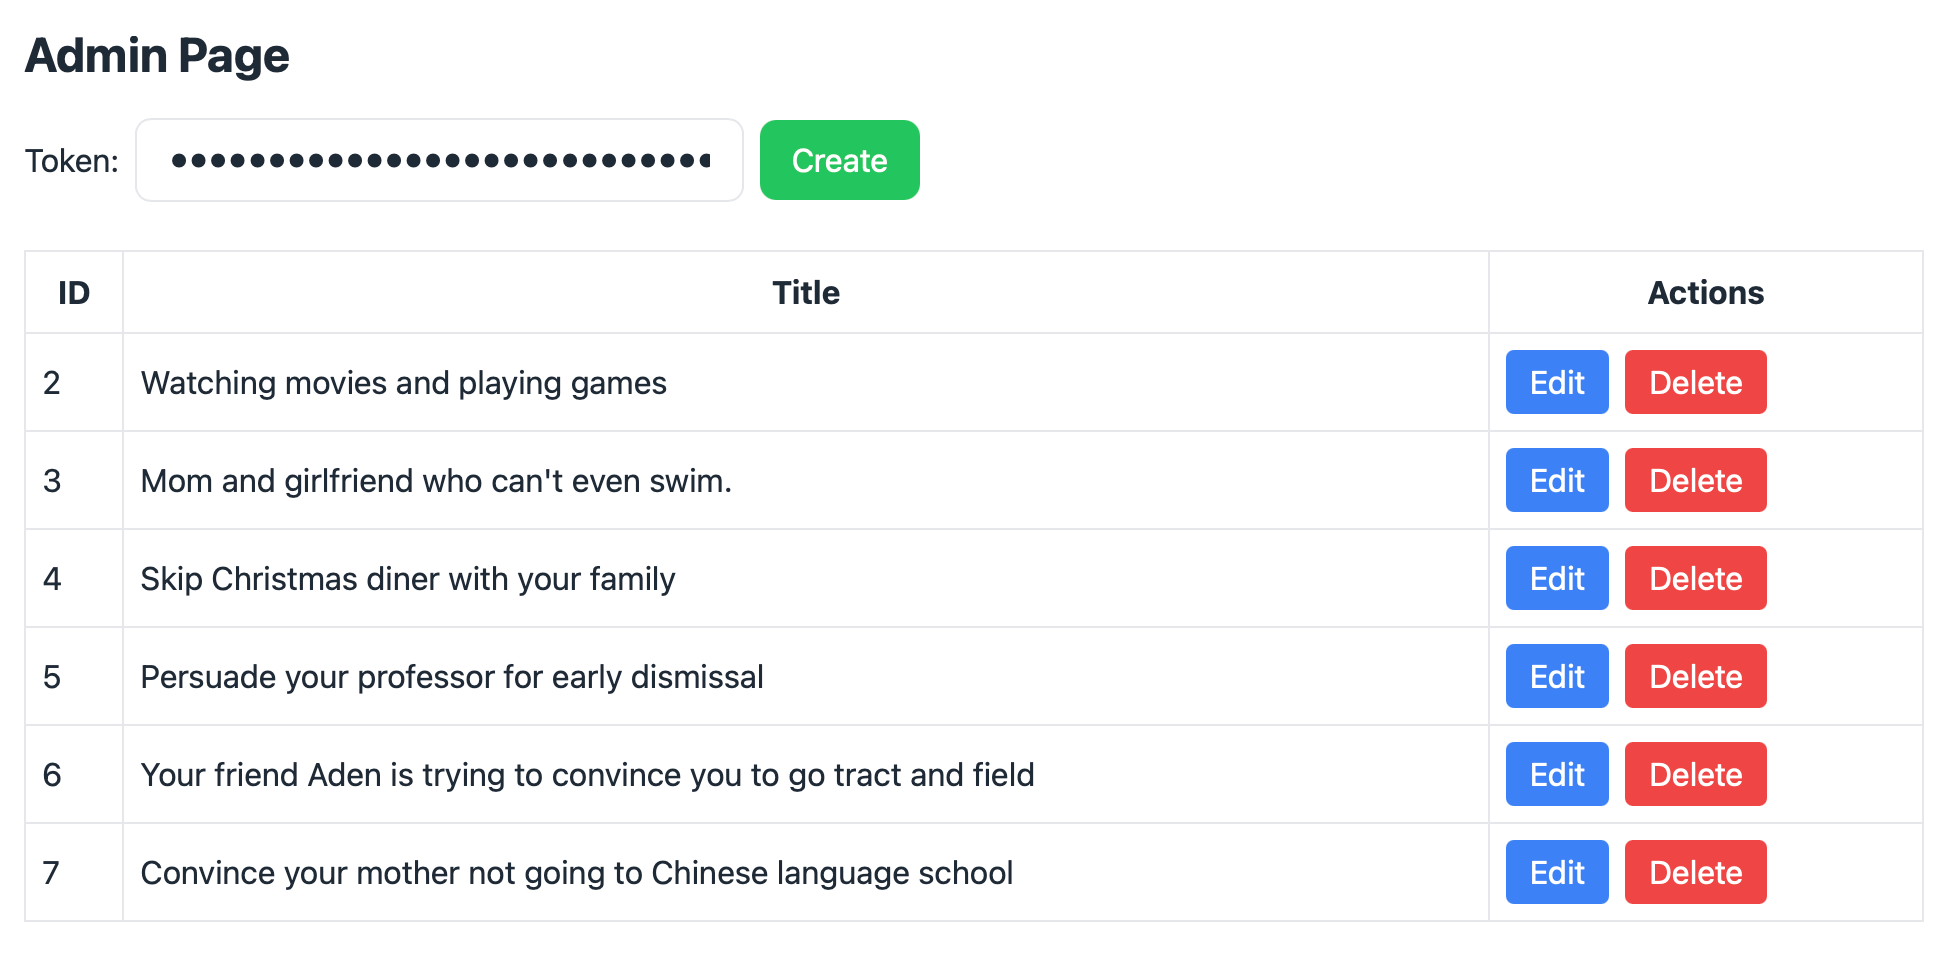 Admin Page
Token: Create
ID Title Actions
2 Watching movies and playing games Edit Delete
3 Mom and girlfriend who can't even swim. Edit Delete
4 Skip Christmas diner with your family Edit Delete
5 Persuade your professor for early dismissal Edit Delete
6 Your friend Aden is trying to convince you to go tract and field Edit Delete
7 Convince your mother not going to Chinese language school Edit Delete